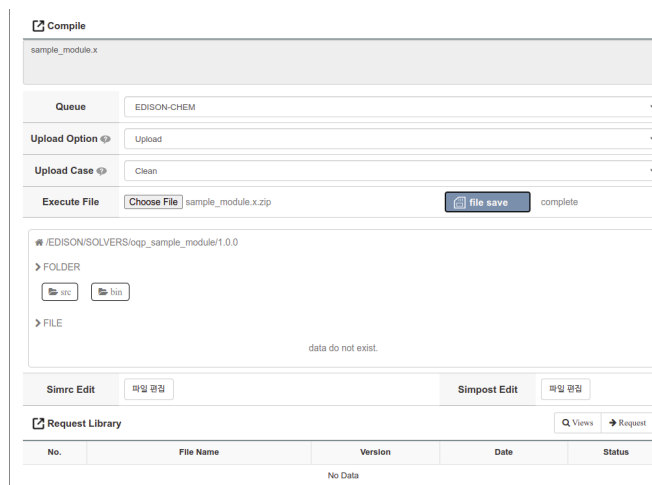 Compile
sample_module.x
Queue EDISON-CHEM
Upload Option Upload
Upload Case Clean
Execute File Choose File sample_module.x.zip file save complete
/EDISON/SOLVERS/oqp_sample_module/1.0.0
FOLDER
src bin
FILE
data do not exist.
Simrc Edit 파일 편집 Simpost Edit 파일 편집
Request Library Views Request
No. File Name Version Date Status
No Data